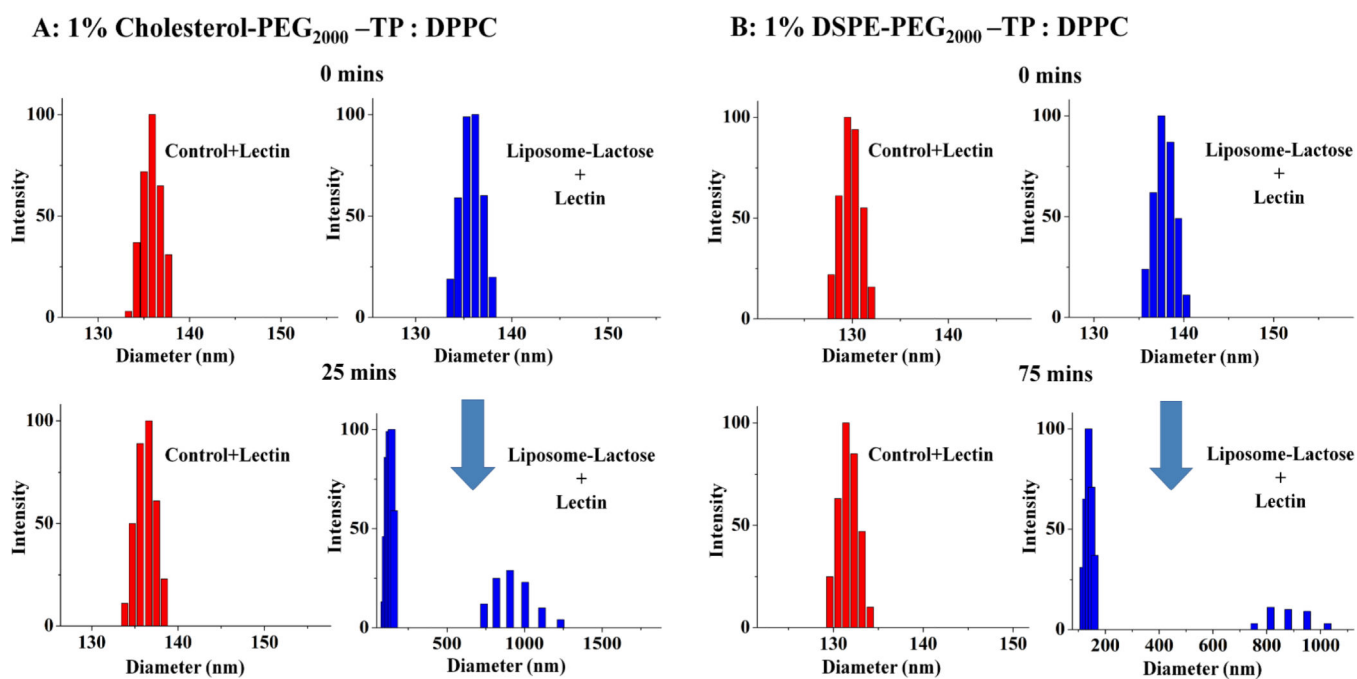 A: 1% Cholesterol-PEG2000 –TP : DPPC
0 mins
100
50
0
Intensity
Control+Lectin
130 140 150
Diameter (nm)
100
50
0
Intensity
Liposome-Lactose
+
Lectin
130 140 150
Diameter (nm)
25 mins
100
50
0
Intensity
Control+Lectin
130 140 150
Diameter (nm)
100
50
0
Intensity
Liposome-Lactose
+
Lectin
500 1000 1500
Diameter (nm)
B: 1% DSPE-PEG2000 –TP : DPPC
0 mins
100
50
0
Intensity
Control+Lectin
130 140
Diameter (nm)
100
50
0
Intensity
Liposome-Lactose
+
Lectin
130 140 150
Diameter (nm)
75 mins
100
50
0
Intensity
Control+Lectin
130 140 150
Diameter (nm)
100
50
0
Intensity
Liposome-Lactose
+
Lectin
200 400 600 800 1000
Diameter (nm)